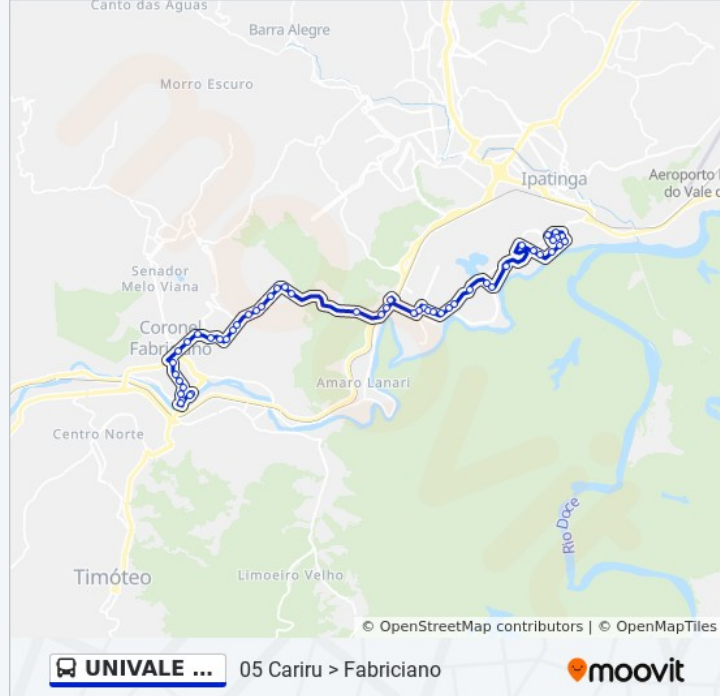 Canto das Águas
Barra Alegre
Morro Escuro
Ipatinga
Aeroporto
do Vale d
Senador
Melo Viana
Coronel
Fabriciano
Amaro Lanari
Centro Norte
Rio Doce
Timóteo
Limoeiro Velho
© OpenStreetMap contributors | © OpenMapTiles
UNIVALE ... 05 Cariru > Fabriciano moovit
moovit